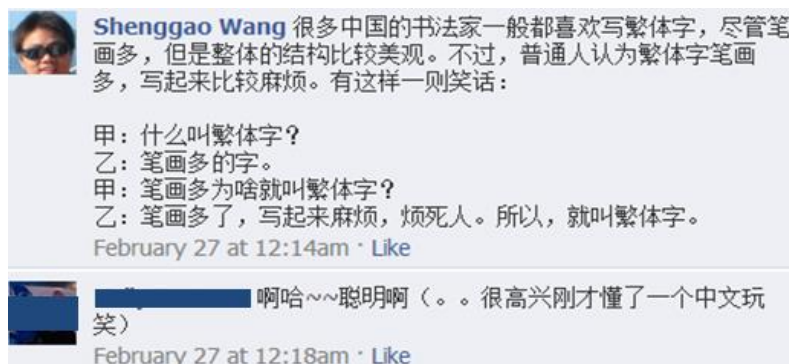 Shenggao Wang 很多中国的书法家一般都喜欢写繁体字，尽管笔
画多，但是整体的结构比较美观。不过，普通人认为繁体字笔画
多，写起来比较麻烦。有这样一则笑话：
甲：什么叫繁体字？
乙：笔画多的字。
甲：笔画多为啥就叫繁体字？
乙：笔画多了，写起来麻烦，烦死人。所以，就叫繁体字。
February 27 at 12:14am · Like
啊哈~~聪明啊（。。很高兴刚才懂了一个中文玩
笑）
February 27 at 12:18am · Like